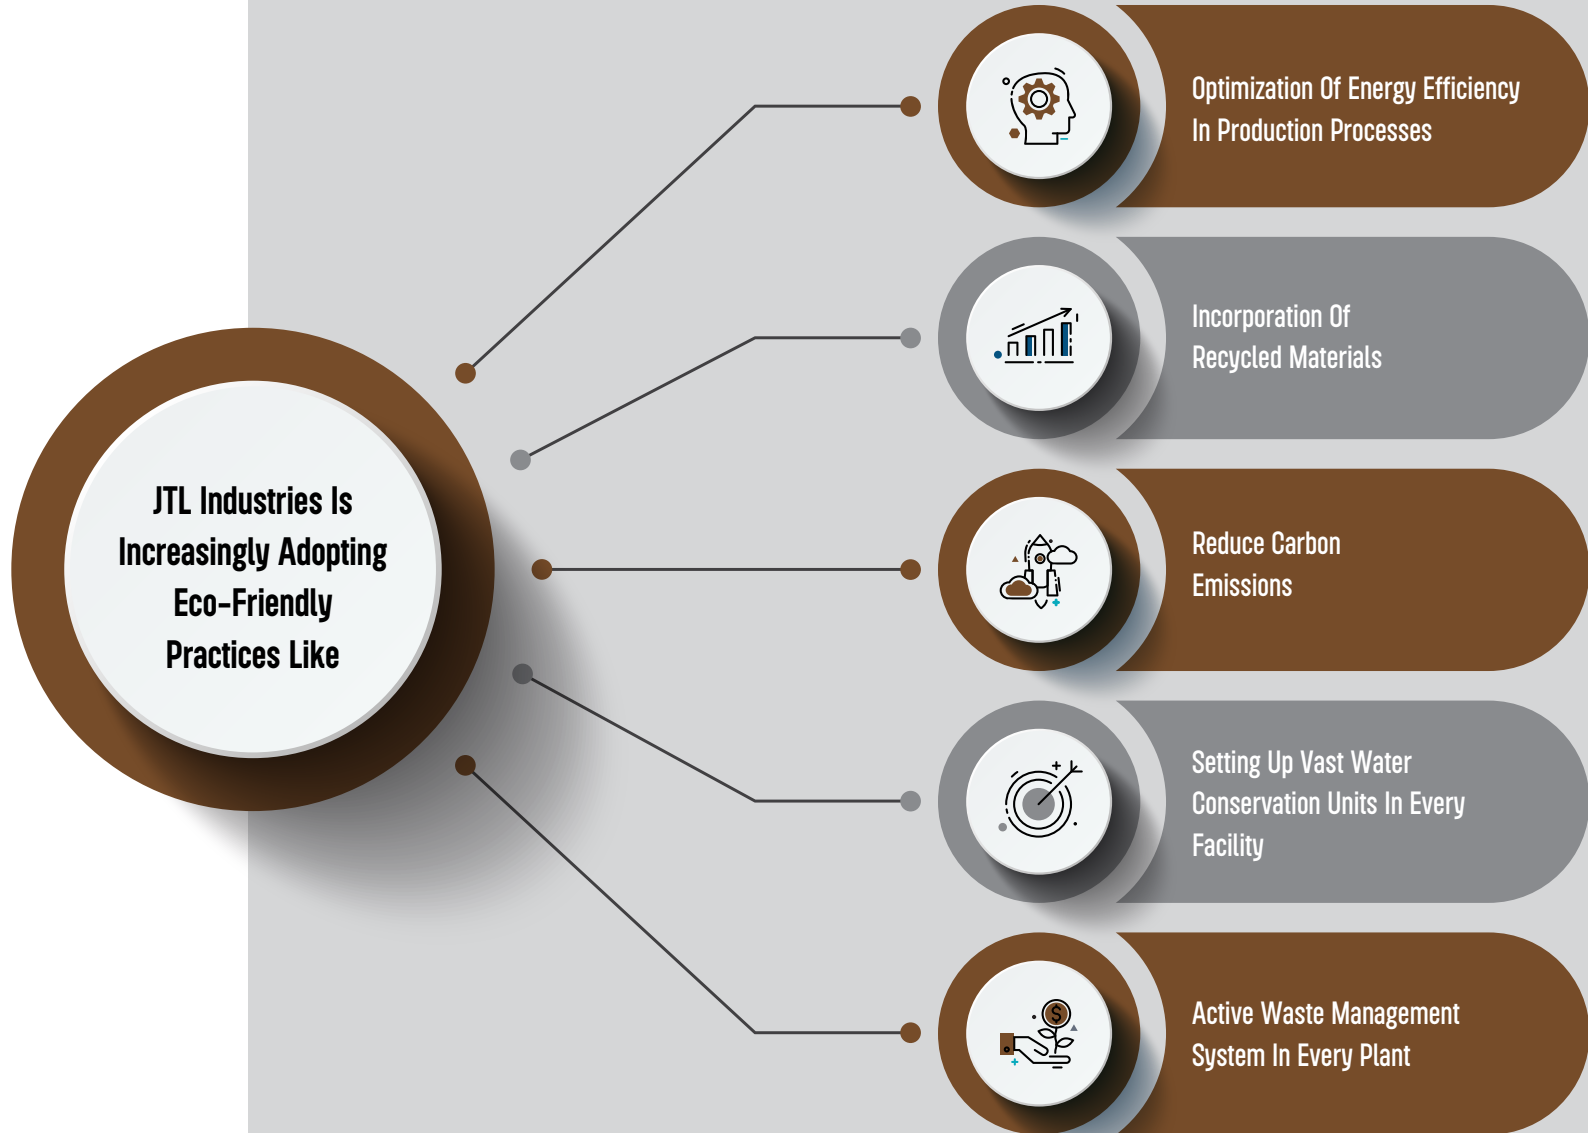 JTL Industries Is
Increasingly Adopting
Eco-Friendly
Practices Like
Optimization Of Energy Efficiency
In Production Processes
Incorporation Of
Recycled Materials
Reduce Carbon
Emissions
Setting Up Vast Water
Conservation Units In Every
Facility
Active Waste Management
System In Every Plant